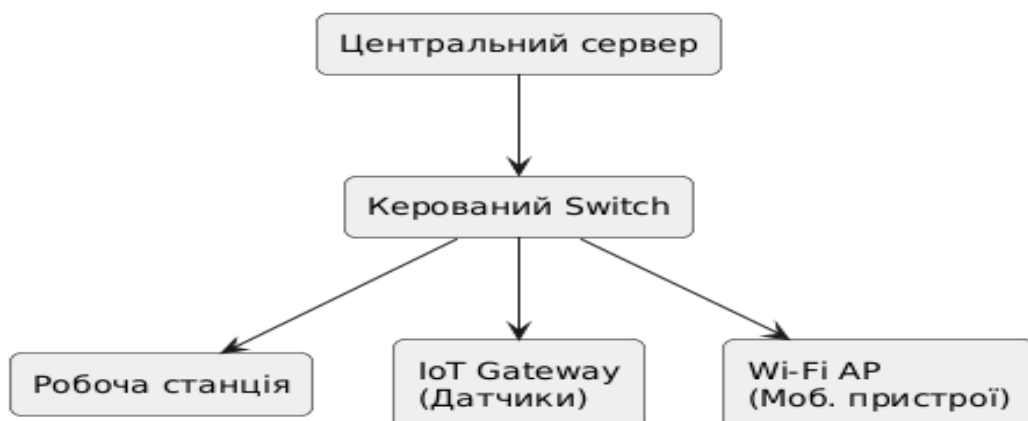 Центральний сервер
Керований Switch
Робоча станція
IoT Gateway
(Датчики)
Wi-Fi AP
(Моб. пристрої)